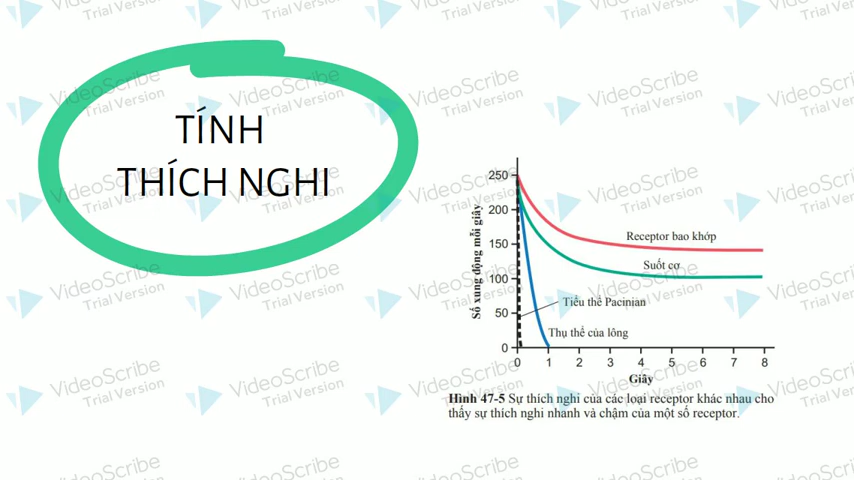 TÍNH
THÍCH NGHI
Số xung động mỗi giây
250
200
150
100
50
0
Receptor bao khớp
Suốt cơ
Tiểu thể Pacinian
Thụ thể của lông
0 1 2 3 4 5 6 7 8
Giây
Hình 47-5 Sự thích nghi của các loại receptor khác nhau cho
thấy sự thích nghi nhanh và chậm của một số receptor.
VideoScribe
Trial Version